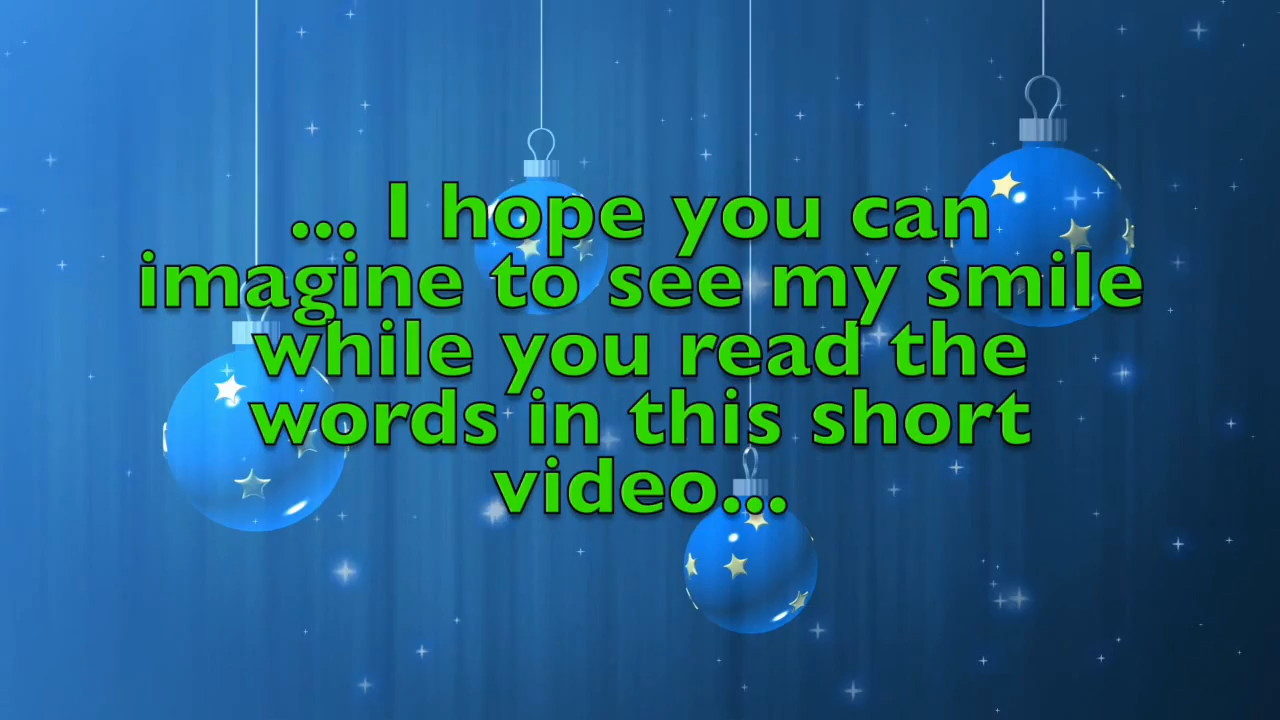 ... I hope you can
imagine to see my smile
while you read the
words in this short
video...